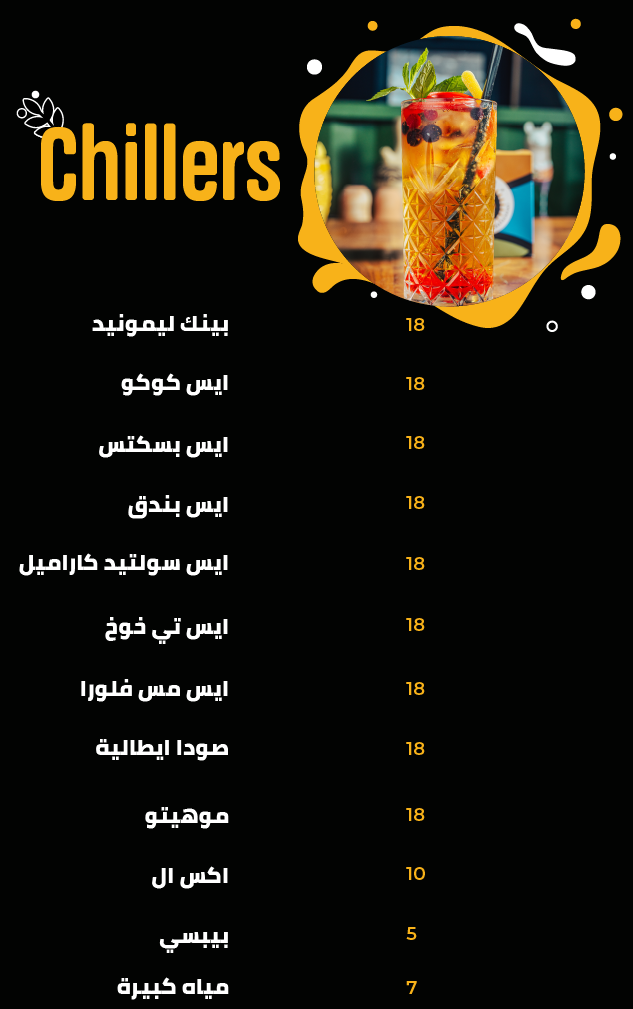 Chillers
بينك ليمونيد 18
ايس كوكو 18
ايس بسكتس 18
ايس بندق 18
ايس سولتيد كاراميل 18
ايس تي خوخ 18
ايس مس فلورا 18
صودا ايطالية 18
موهيتو 18
اكس ال 10
بيبسي 5
مياه كبيرة 7